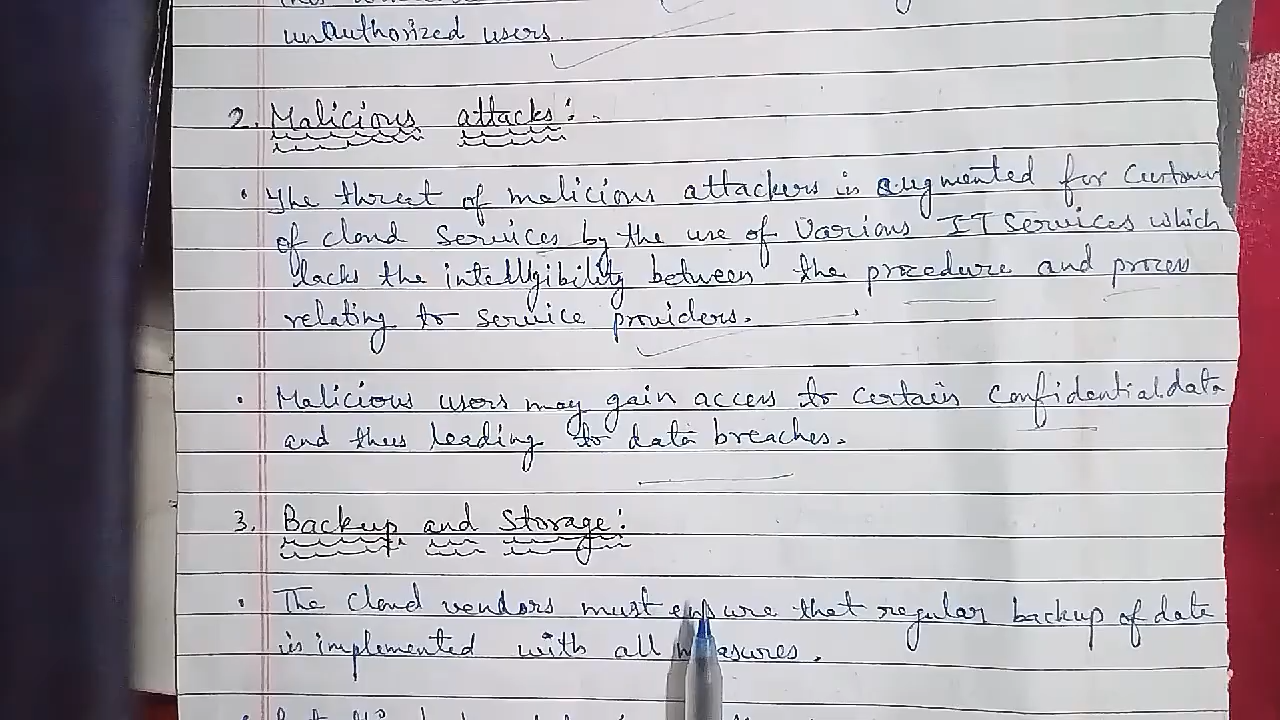 unauthorized users.
2. Malicious attacks:
• The threat of malicious attackers is augmented for Customer
of cloud Services by the use of Various IT Services which
lacks the intelligibility between the procedure and process
relating to service providers.
• Malicious users may gain access to certain Confidential data
and thus leading to data breaches.
3. Backup and Storage:
• The Cloud vendors must ensure that regular backup of data
is implemented with all measures.